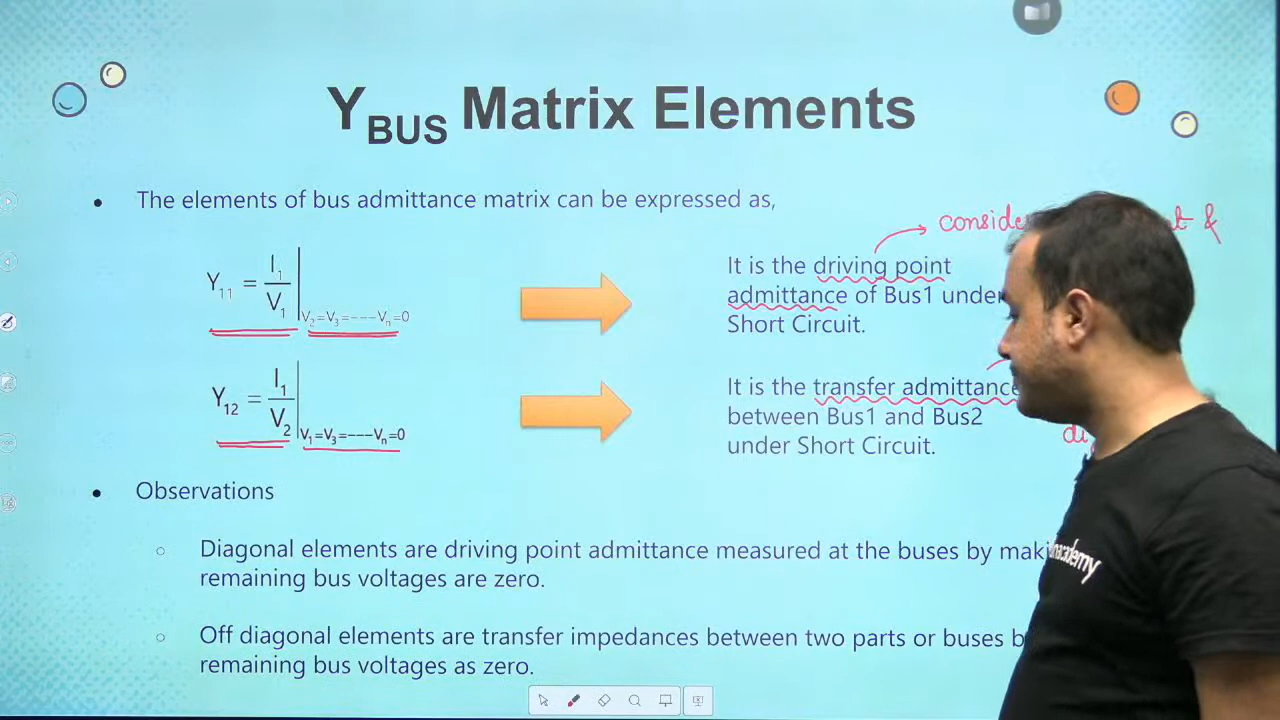 Y_BUS Matrix Elements
• The elements of bus admittance matrix can be expressed as,
Y₁₁ = I₁/V₁ | V₂=V₃=----Vₙ=0
It is the driving point
admittance of Bus1 under
Short Circuit.
&
Y₁₂ = I₁/V₂ | V₁=V₃=----Vₙ=0
It is the transfer admittance
between Bus1 and Bus2
under Short Circuit.
• Observations
○ Diagonal elements are driving point admittance measured at the buses by
remaining bus voltages are zero.
○ Off diagonal elements are transfer impedances between two parts or buses
remaining bus voltages as zero.